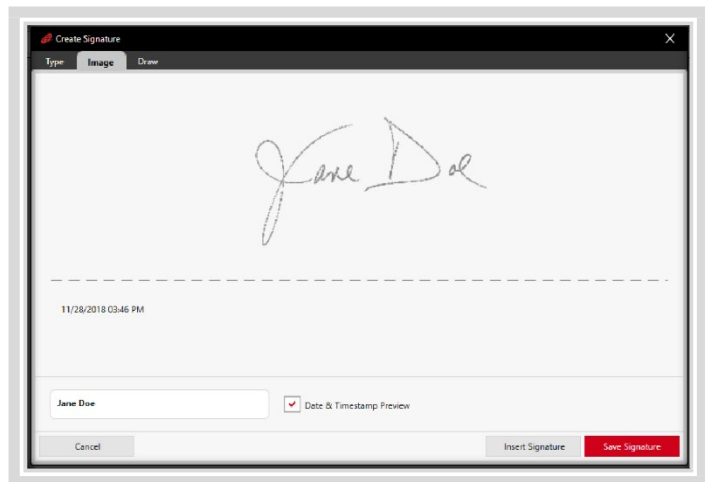 Create Signature
Type Image Draw
Jane Doe
11/28/2018 03:46 PM
Jane Doe
Date & Timestamp Preview
Cancel
Insert Signature
Save Signature